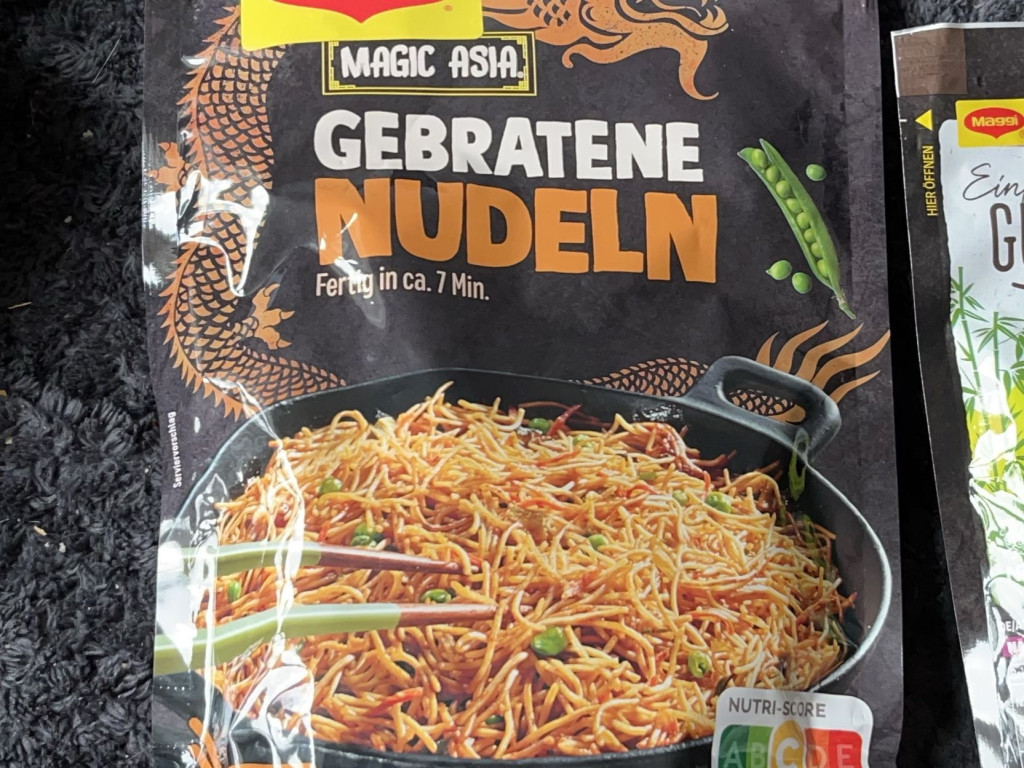 MAGIC ASIA.
GEBRATENE
NUDELN
Fertig in ca. 7 Min.
Serviervorschlag
NUTRI-SCORE
A B C D E
HIER ÖFFNEN
Maggi